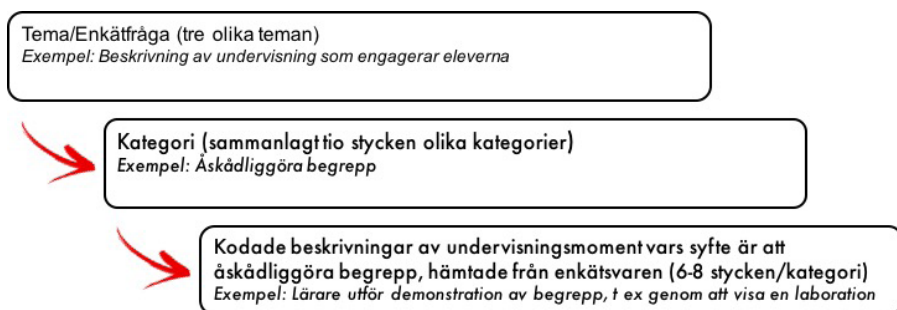 Tema/Enkätfråga (tre olika teman)
Exempel: Beskrivning av undervisning som engagerar eleverna
Kategori (sammanlagt tio stycken olika kategorier)
Exempel: Åskådliggöra begrepp
Kodade beskrivningar av undervisningsmoment vars syfte är att
åskådliggöra begrepp, hämtade från enkätsvaren (6-8 stycken/kategori)
Exempel: Lärare utför demonstration av begrepp, t ex genom att visa en laboration